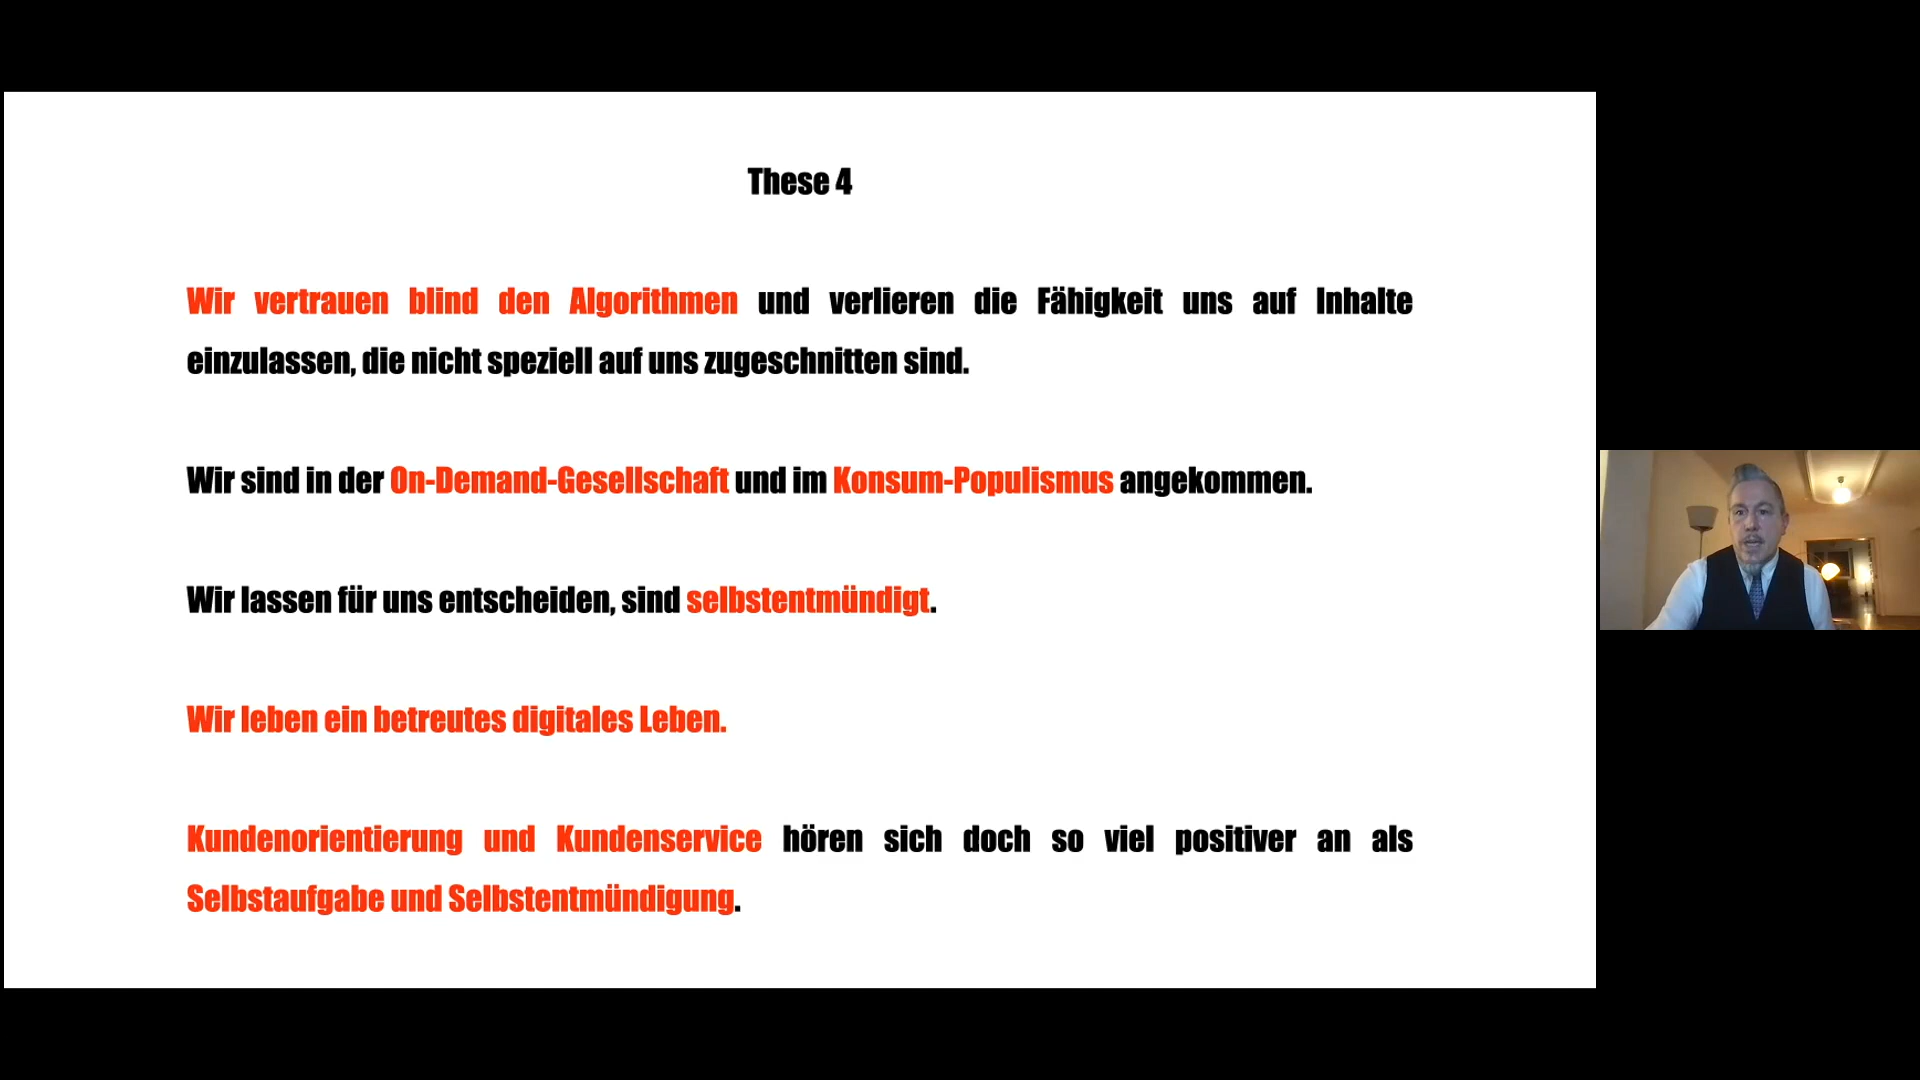 These 4
Wir vertrauen blind den Algorithmen und verlieren die Fähigkeit uns auf Inhalte
einzulassen, die nicht speziell auf uns zugeschnitten sind.
Wir sind in der On-Demand-Gesellschaft und im Konsum-Populismus angekommen.
Wir lassen für uns entscheiden, sind selbstentmündigt.
Wir leben ein betreutes digitales Leben.
Kundenorientierung und Kundenservice hören sich doch so viel positiver an als
Selbstaufgabe und Selbstentmündigung.